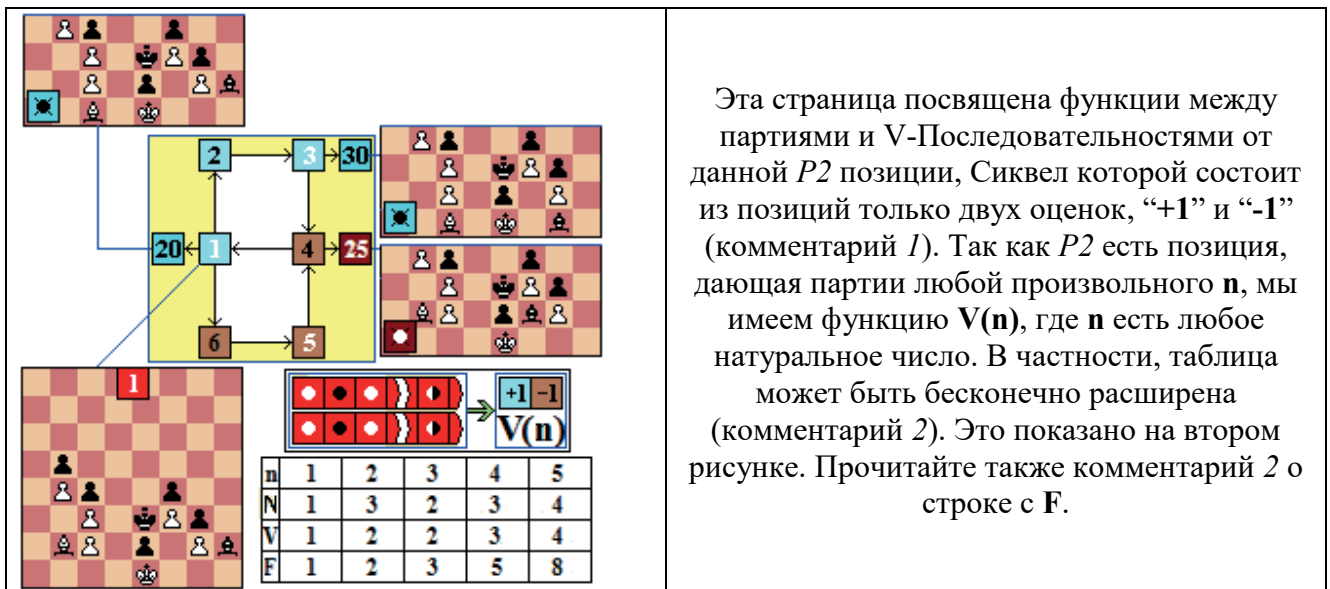 2
3
30
20
1
4
25
6
5
1
+1 -1
V(n)
n 1 2 3 4 5
N 1 3 2 3 4
V 1 2 2 3 4
F 1 2 3 5 8
Эта страница посвящена функции между
партиями и V-Последовательностями от
данной P2 позиции, Сиквел которой состоит
из позиций только двух оценок, “+1” и “-1”
(комментарий 1). Так как P2 есть позиция,
дающая партии любой произвольного n, мы
имеем функцию V(n), где n есть любое
натуральное число. В частности, таблица
может быть бесконечно расширена
(комментарий 2). Это показано на втором
рисунке. Прочитайте также комментарий 2 о
строке с F.